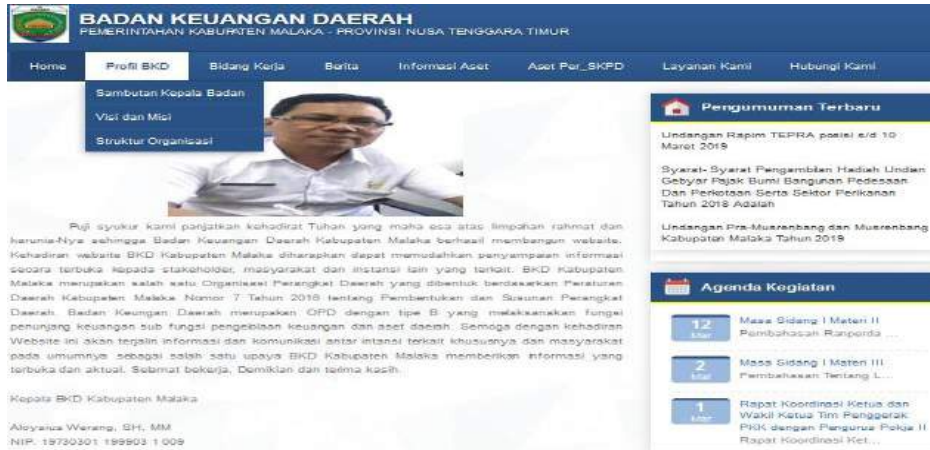 BADAN KEUANGAN DAERAH
PEMERINTAHAN KABUPATEN MALAKA - PROVINSI NUSA TENGGARA TIMUR
Home Profil BKD Bidang Kerja Berita Informasi Aset Aset Per_SKPD Layanan Kami Hubungi Kami
Sambutan Kepala Badan
Visi dan Misi
Struktur Organisasi
Puji syukur kami panjatkan kehadirat Tuhan yang maha esa atas limpahan rahmat dan
harunia-Nya sehingga Badan Keuangan Daerah Kabupaten Malaka berhasil membangun website.
Kehadiran website BKD Kabupaten Malaka diharapkan dapat memudahkan penyampaian informasi
secara terbuka kepada stakeholder, masyarakat dan instansi lain yang terkait. BKD Kabupaten
Malaka merupakan salah satu Organisasi Perangkat Daerah yang dibentuk berdasarkan Peraturan
Daerah Kabupaten Malaka Nomor 7 Tahun 2016 tentang Pembentukan dan Susunan Perangkat
Daerah. Badan Keungan Daerah merupakan OPD dengan tipe B yang melaksanakan fungsi
penunjang keuangan sub fungsi pengelolaan keuangan dan aset daerah. Semoga dengan kehadiran
Website ini akan terjalin informasi dan komunikasi antar intansi terkait khususnya dan masyarakat
pada umumnya sebagai salah satu upaya BKD Kabupaten Malaka memberikan informasi yang
terbuka dan aktual. Selamat bekerja, Demikian dan terima kasih.
Kepala BKD Kabupaten Malaka
Aloysius Werang, SH, MM
NIP. 19730301 199903 1 009
Pengumuman Terbaru
Undangan Rapim TEPRA posisi s/d 10
Maret 2019
Syarat- Syarat Pengambilan Hadiah Undian
Gebyar Pajak Bumi Bangunan Pedesaan
Dan Perkotaan Serta Sektor Perikanan
Tahun 2018 Adalah
Undangan Pra-Musrenbang dan Musrenbang
Kabupaten Malaka Tahun 2019
Agenda Kegiatan
12
Mar
Masa Sidang I Materi II
Pembahasan Ranperda ...
2
Mar
Masa Sidang I Materi III
Pembahasan Tentang L...
1
Mar
Rapat Koordinasi Ketua dan
Wakil Ketua Tim Penggerak
PKK dengan Pengurus Pokja II
Rapat Koordinasi Ket...